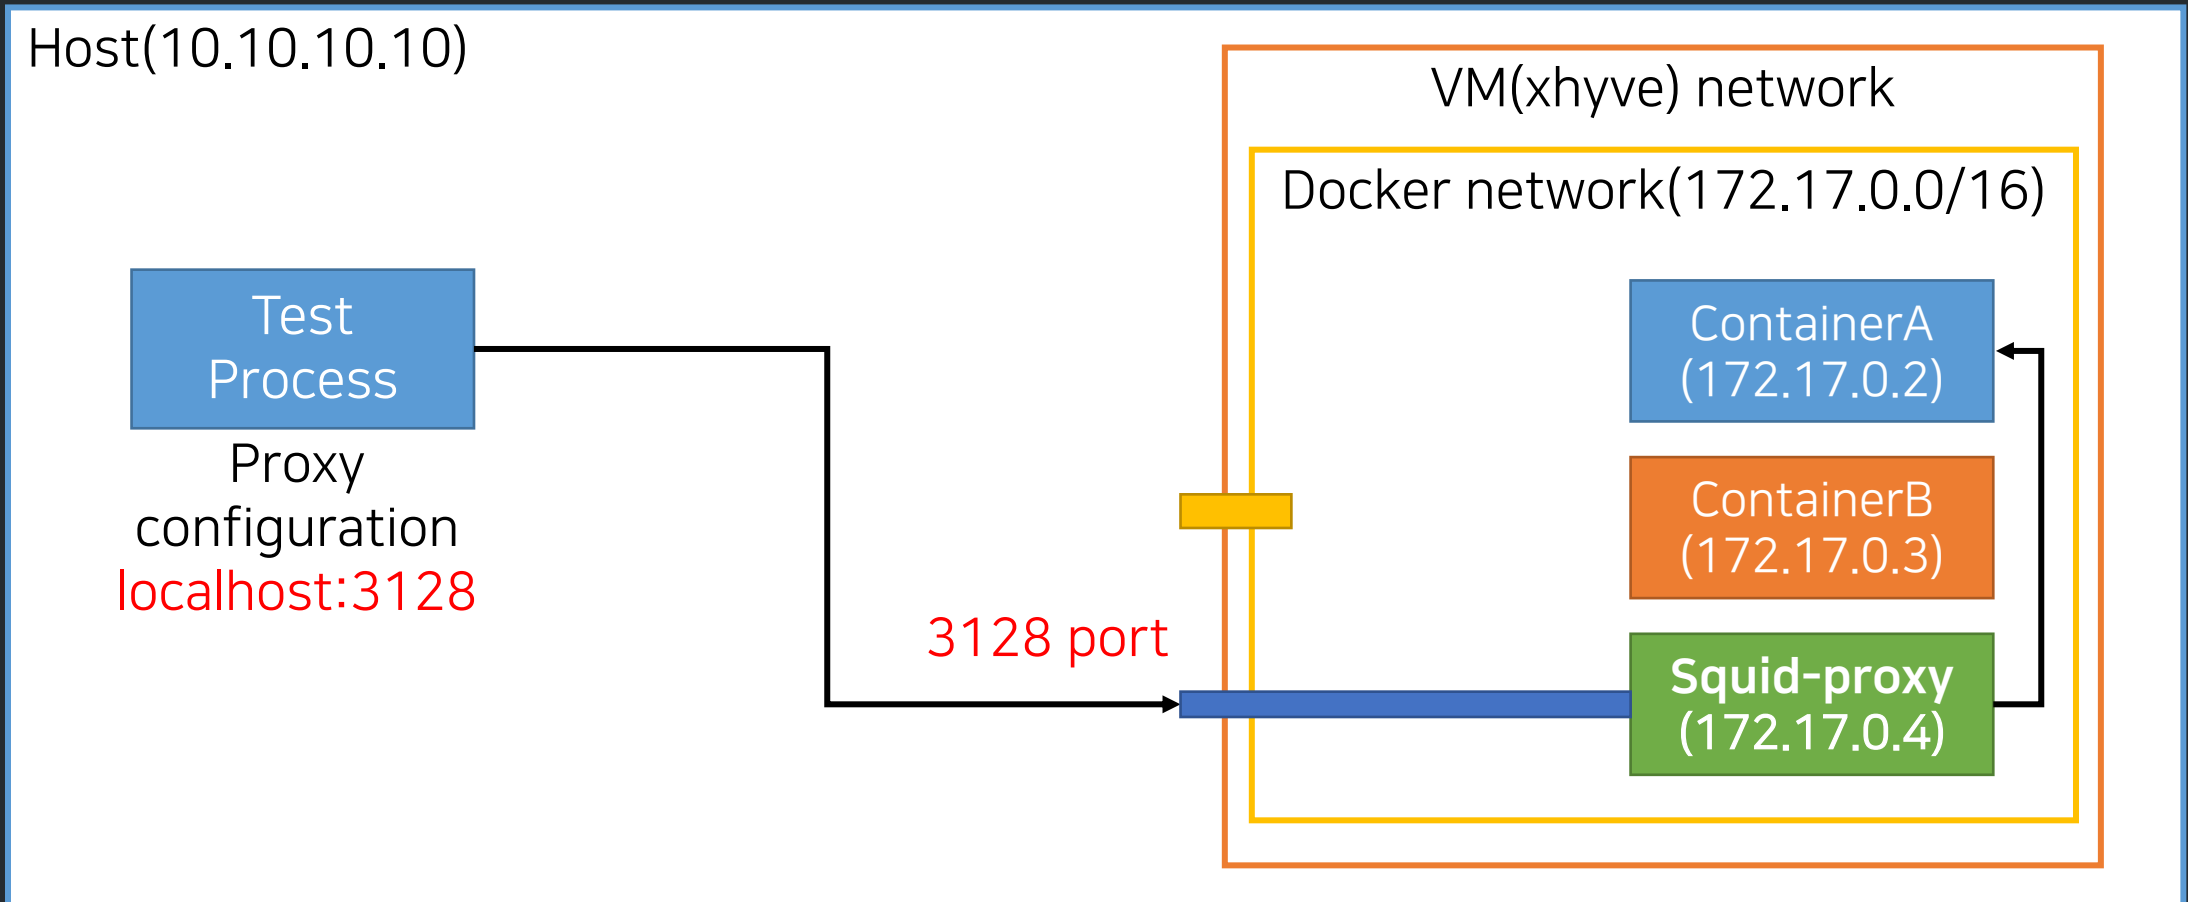 Host(10.10.10.10)
VM(xhyve) network
Docker network(172.17.0.0/16)
Test
Process
Proxy
configuration
localhost:3128
3128 port
ContainerA
(172.17.0.2)
ContainerB
(172.17.0.3)
Squid-proxy
(172.17.0.4)